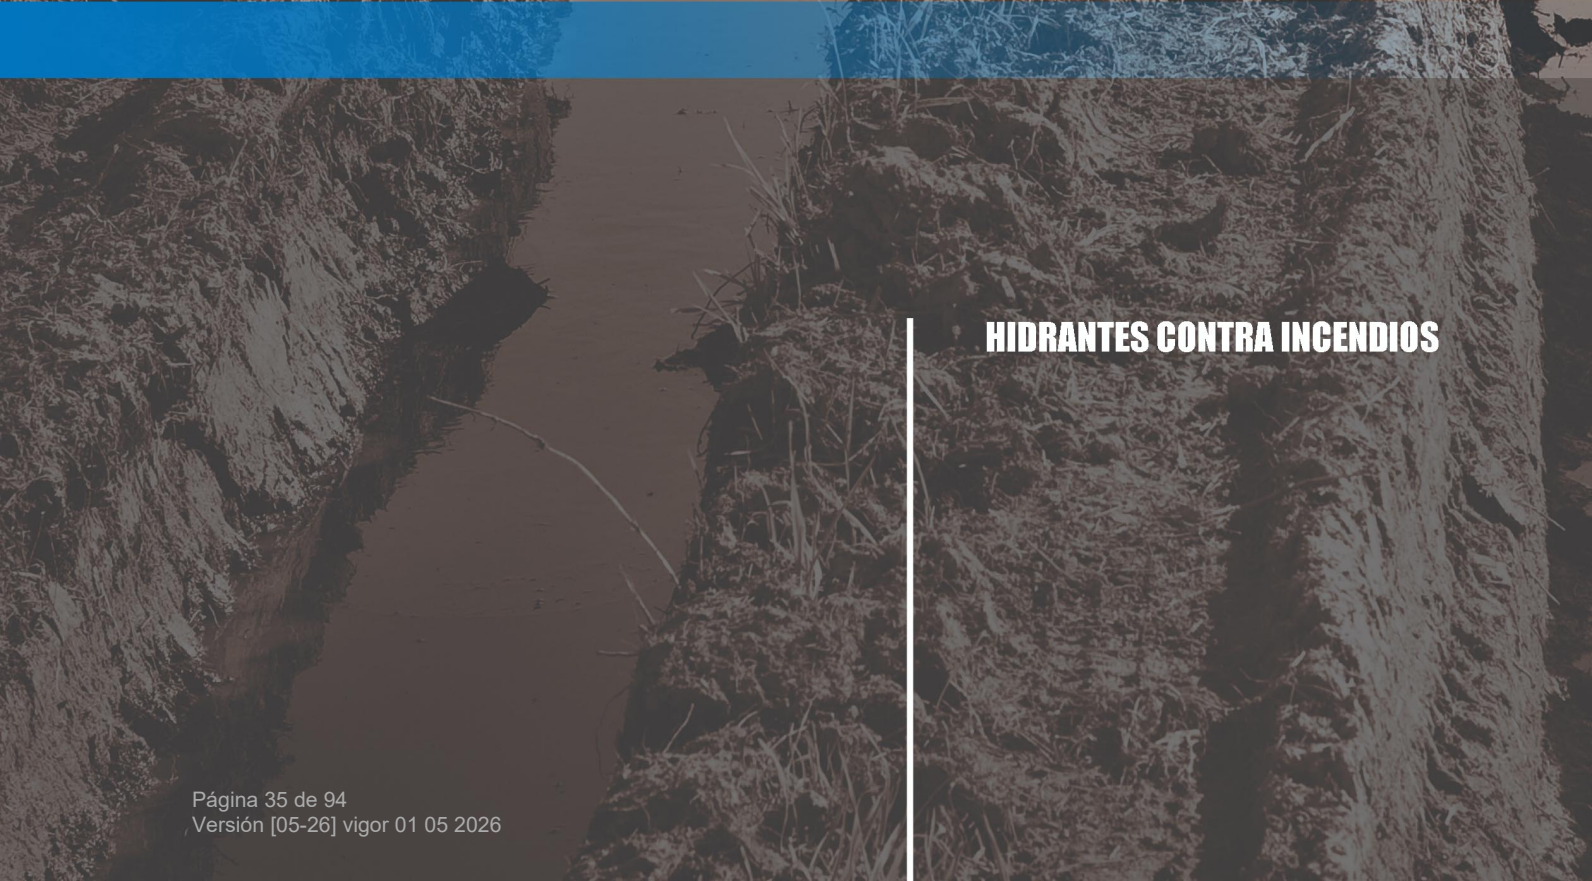 HIDRANTES CONTRA INCENDIOS
Página 35 de 94
Versión [05-26] vigor 01 05 2026